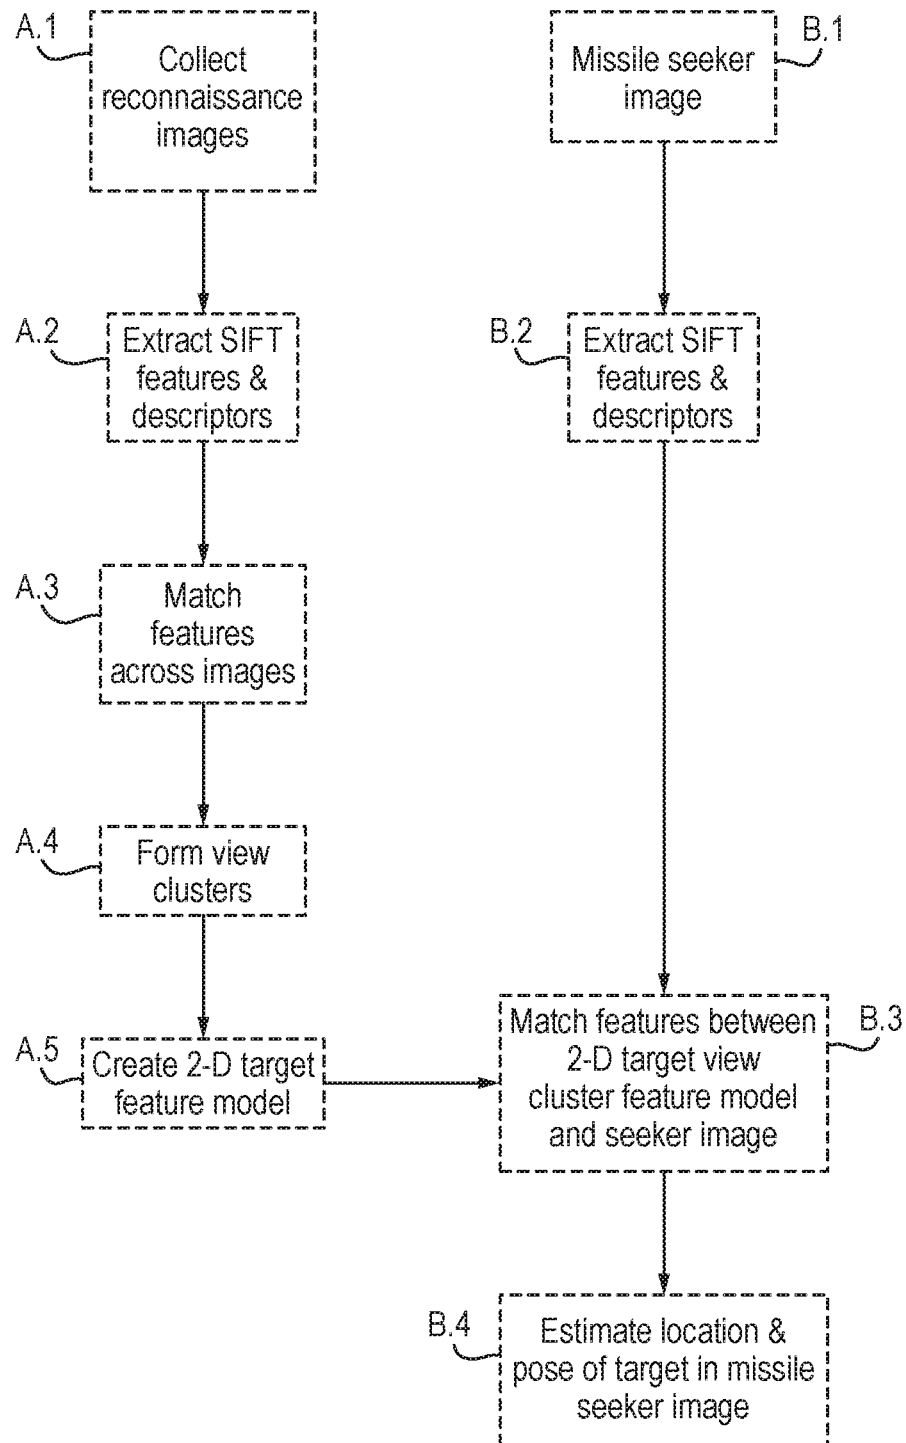 A.1
Collect
reconnaissance
images
B.1
Missile seeker
image
A.2
Extract SIFT
features &
descriptors
B.2
Extract SIFT
features &
descriptors
A.3
Match
features
across images
A.4
Form view
clusters
A.5
Create 2-D target
feature model
B.3
Match features between
2-D target view
cluster feature model
and seeker image
B.4
Estimate location &
pose of target in missile
seeker image